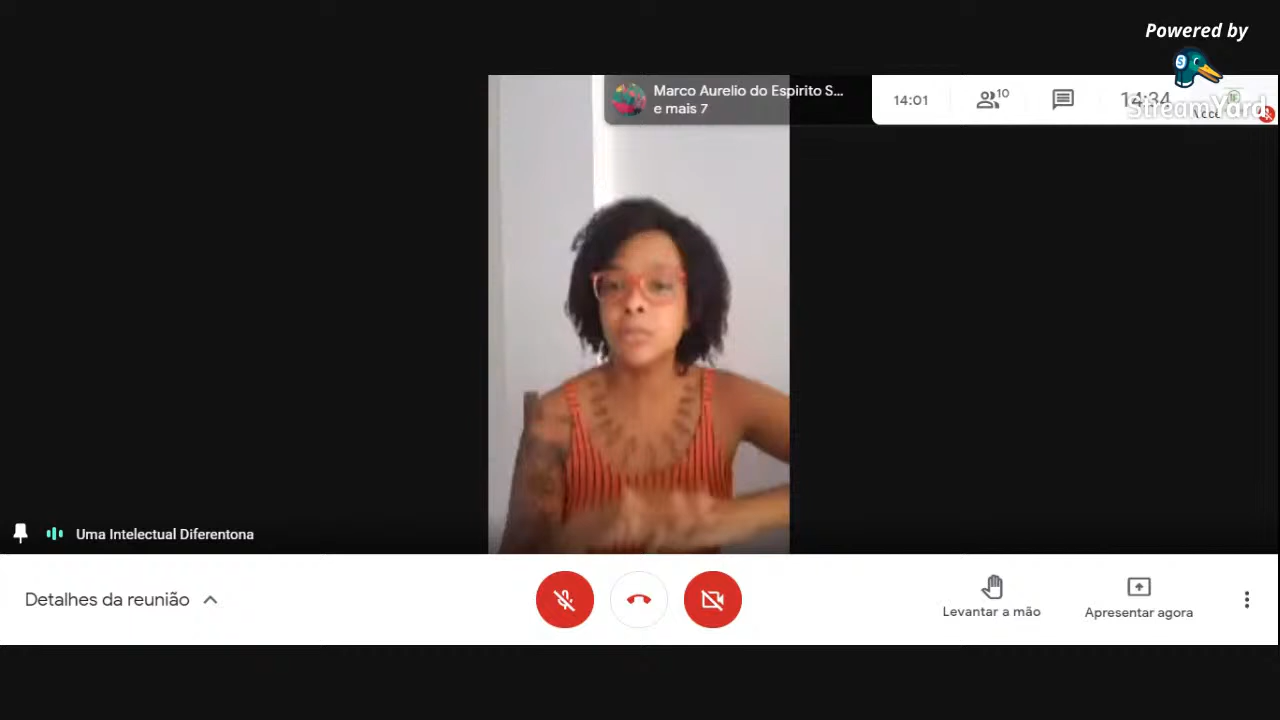 Powered by
Marco Aurelio do Espirito S...
e mais 7
14:01
10
14:34
StreamYard
Uma Intelectual Diferentona
Detalhes da reunião
Levantar a mão
Apresentar agora